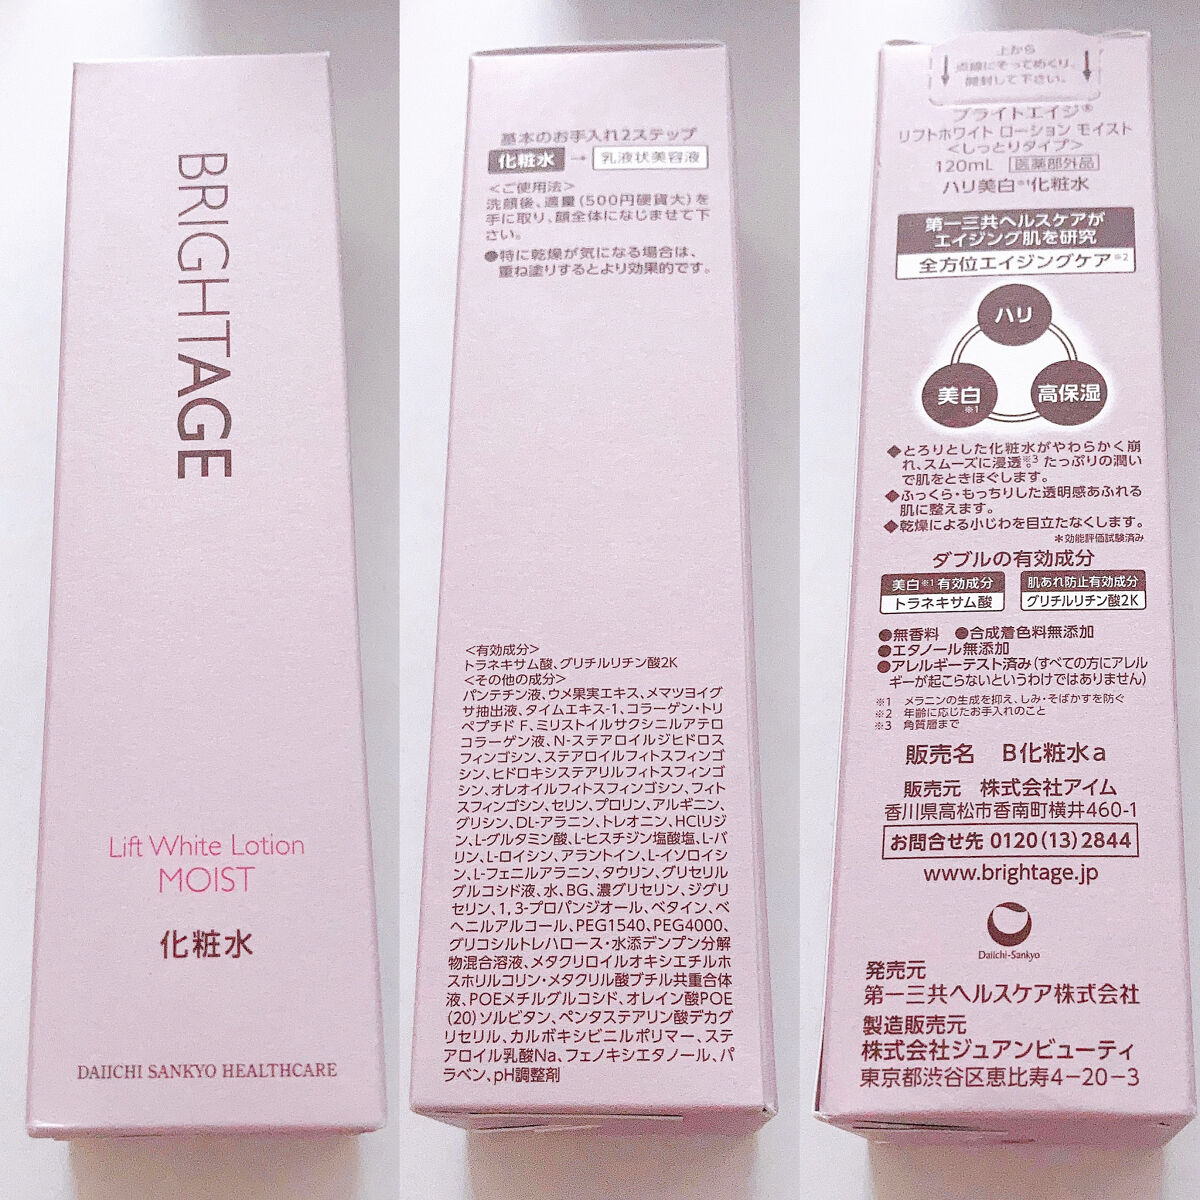 BRIGHTAGE
Lift White Lotion
MOIST
化粧水
DAIICHI SANKYO HEALTHCARE
基本のお手入れ2ステップ
化粧水 → 乳液状美容液
<ご使用法>
洗顔後、適量(500円硬貨大)を
手に取り、顔全体になじませて下
さい。
●特に乾燥が気になる場合は、
重ね塗りするとより効果的です。
<有効成分>
トラネキサム酸、グリチルリチン酸2K
<その他の成分>
パンテチン液、ウメ果実エキス、メマツヨイグ
サ抽出液、タイムエキス-1、コラーゲン・トリ
ペプチド F、ミリストイルサクシニルアテロ
コラーゲン液、N-ステアロイルジヒドロス
フィンゴシン、ステアロイルフィトスフィンゴ
シン、ヒドロキシステアリルフィトスフィンゴ
シン、オレオイルフィトスフィンゴシン、フィト
スフィンゴシン、セリン、プロリン、アルギニン、
グリシン、DL-アラニン、トレオニン、HClリジ
ン、L-グルタミン酸、L-ヒスチジン塩酸塩、L-バ
リン、L-ロイシン、アラントイン、L-イソロイシ
ン、L-フェニルアラニン、タウリン、グリセリル
グルコシド液、水、BG、濃グリセリン、ジグリ
セリン、1,3-プロパンジオール、ベタイン、ベ
ヘニルアルコール、PEG1540、PEG4000、
グリコシルトレハロース・水添デンプン分解
物混合溶液、メタクリロイルオキシエチルホ
スホリルコリン・メタクリル酸ブチル共重合体
液、POEメチルグルコシド、オレイン酸POE
(20)ソルビタン、ペンタステアリン酸デカグ
リセリル、カルボキシビニルポリマー、ステ
アロイル乳酸Na、フェノキシエタノール、パ
ラベン、pH調整剤
上から
点線にそってめくり、
開封して下さい。
ブライトエイジ®
リフトホワイト ローション モイスト
<しっとりタイプ>
120mL 医薬部外品
ハリ美白※1化粧水
第一三共ヘルスケアが
エイジング肌を研究
全方位エイジングケア※2
ハリ
美白※1
高保湿
◆とろりとした化粧水がやわらかく崩
れ、スムーズに浸透※3。たっぷりの潤い
で肌をときほぐします。
◆ふっくら・もっちりした透明感あふれる
肌に整えます。
◆乾燥による小じわを目立たなくします。
＊効能評価試験済み
ダブルの有効成分
美白※1有効成分 肌あれ防止有効成分
トラネキサム酸 グリチルリチン酸2K
●無香料 ●合成着色料無添加
●エタノール無添加
●アレルギーテスト済み(すべての方にアレル
ギーが起こらないというわけではありません)
※1 メラニンの生成を抑え、しみ・そばかすを防ぐ
※2 年齢に応じたお手入れのこと
※3 角質層まで
販売名 B化粧水a
販売元 株式会社アイム
香川県高松市香南町横井460-1
お問合せ先 0120(13)2844
www.brightage.jp
Daiichi-Sankyo
発売元
第一三共ヘルスケア株式会社
製造販売元
株式会社ジュアンビューティ
東京都渋谷区恵比寿4-20-3